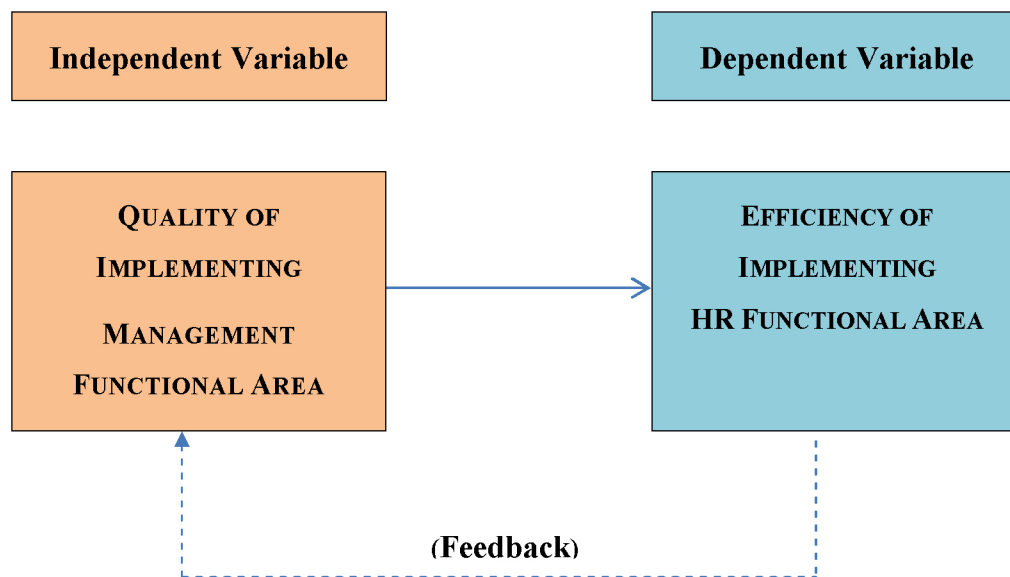 Independent Variable
Dependent Variable
QUALITY OF
IMPLEMENTING
MANAGEMENT
FUNCTIONAL AREA
EFFICIENCY OF
IMPLEMENTING
HR FUNCTIONAL AREA
(Feedback)